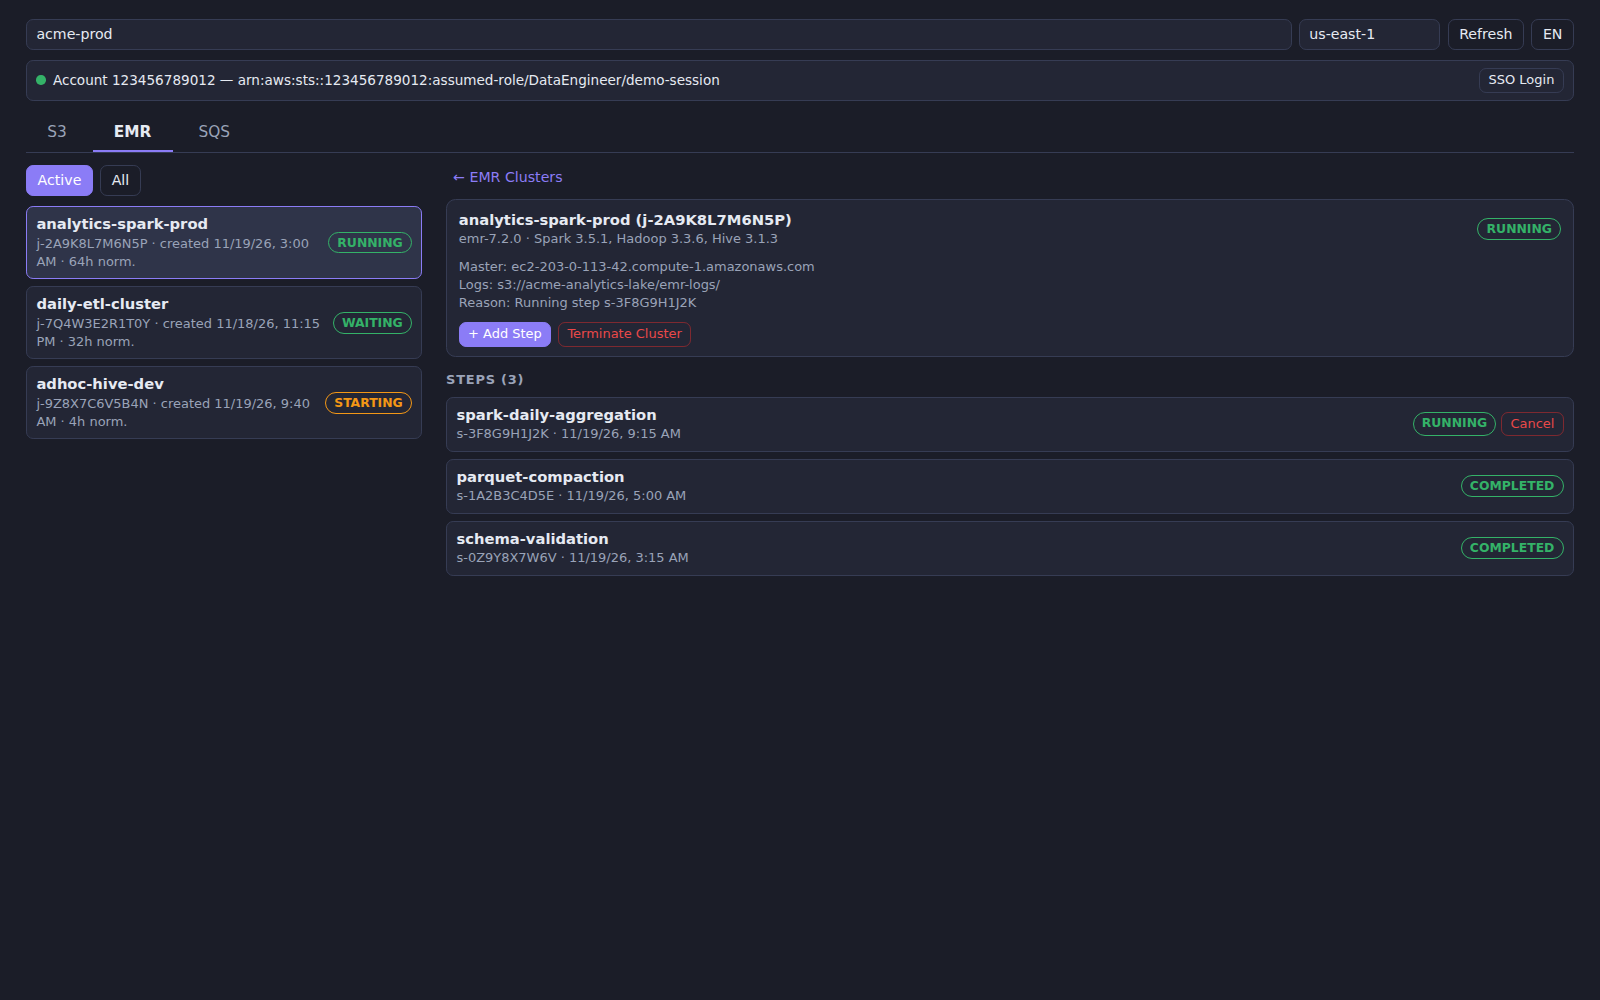 acme-prod
us-east-1
Refresh
EN
Account 123456789012 — arn:aws:sts::123456789012:assumed-role/DataEngineer/demo-session
SSO Login
S3
EMR
SQS
Active
All
analytics-spark-prod
j-2A9K8L7M6N5P · created 11/19/26, 3:00
AM · 64h norm.
RUNNING
daily-etl-cluster
j-7Q4W3E2R1T0Y · created 11/18/26, 11:15
PM · 32h norm.
WAITING
adhoc-hive-dev
j-9Z8X7C6V5B4N · created 11/19/26, 9:40
AM · 4h norm.
STARTING
← EMR Clusters
analytics-spark-prod (j-2A9K8L7M6N5P)
emr-7.2.0 · Spark 3.5.1, Hadoop 3.3.6, Hive 3.1.3
RUNNING
Master: ec2-203-0-113-42.compute-1.amazonaws.com
Logs: s3://acme-analytics-lake/emr-logs/
Reason: Running step s-3F8G9H1J2K
+ Add Step
Terminate Cluster
STEPS (3)
spark-daily-aggregation
s-3F8G9H1J2K · 11/19/26, 9:15 AM
RUNNING
Cancel
parquet-compaction
s-1A2B3C4D5E · 11/19/26, 5:00 AM
COMPLETED
schema-validation
s-0Z9Y8X7W6V · 11/19/26, 3:15 AM
COMPLETED